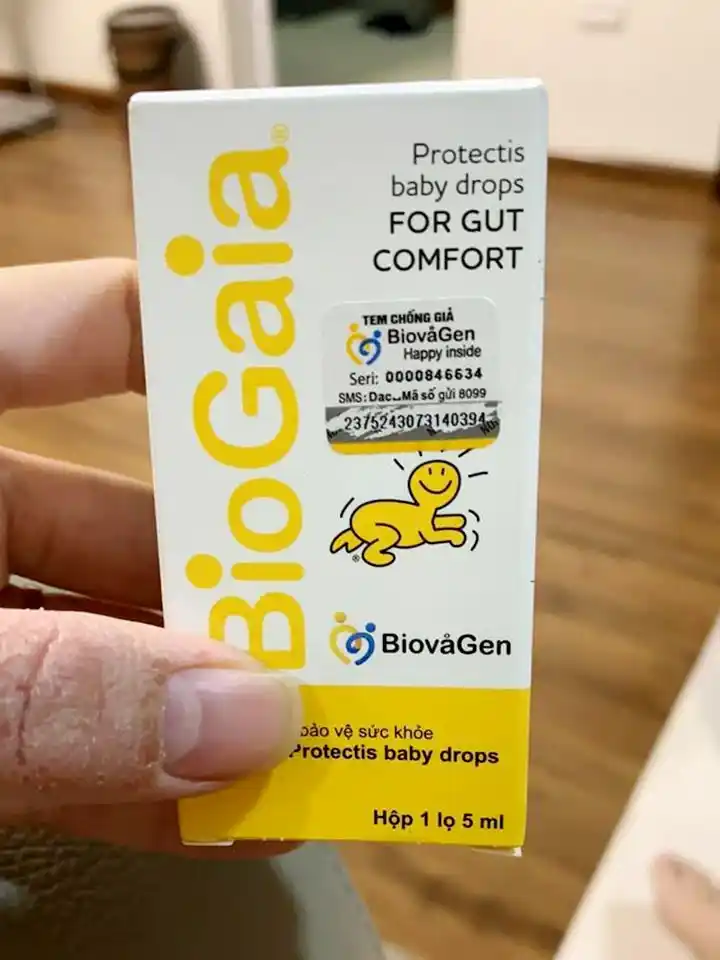 BioGaia®
Protectis
baby drops
FOR GUT
COMFORT
TEM CHỐNG GIẢ
BiovåGen
Happy inside
Seri: 0000846634
SMS: Dac␣Mã số gửi 8099
2375243073140394
®
BiovåGen
bảo vệ sức khỏe
Protectis baby drops
Hộp 1 lọ 5 ml